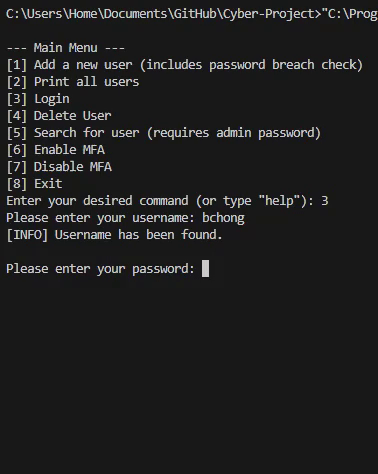 C:\Users\Home\Documents\GitHub\Cyber-Project>"C:\Prog
--- Main Menu ---
[1] Add a new user (includes password breach check)
[2] Print all users
[3] Login
[4] Delete User
[5] Search for user (requires admin password)
[6] Enable MFA
[7] Disable MFA
[8] Exit
Enter your desired command (or type "help"): 3
Please enter your username: bchong
[INFO] Username has been found.
Please enter your password: